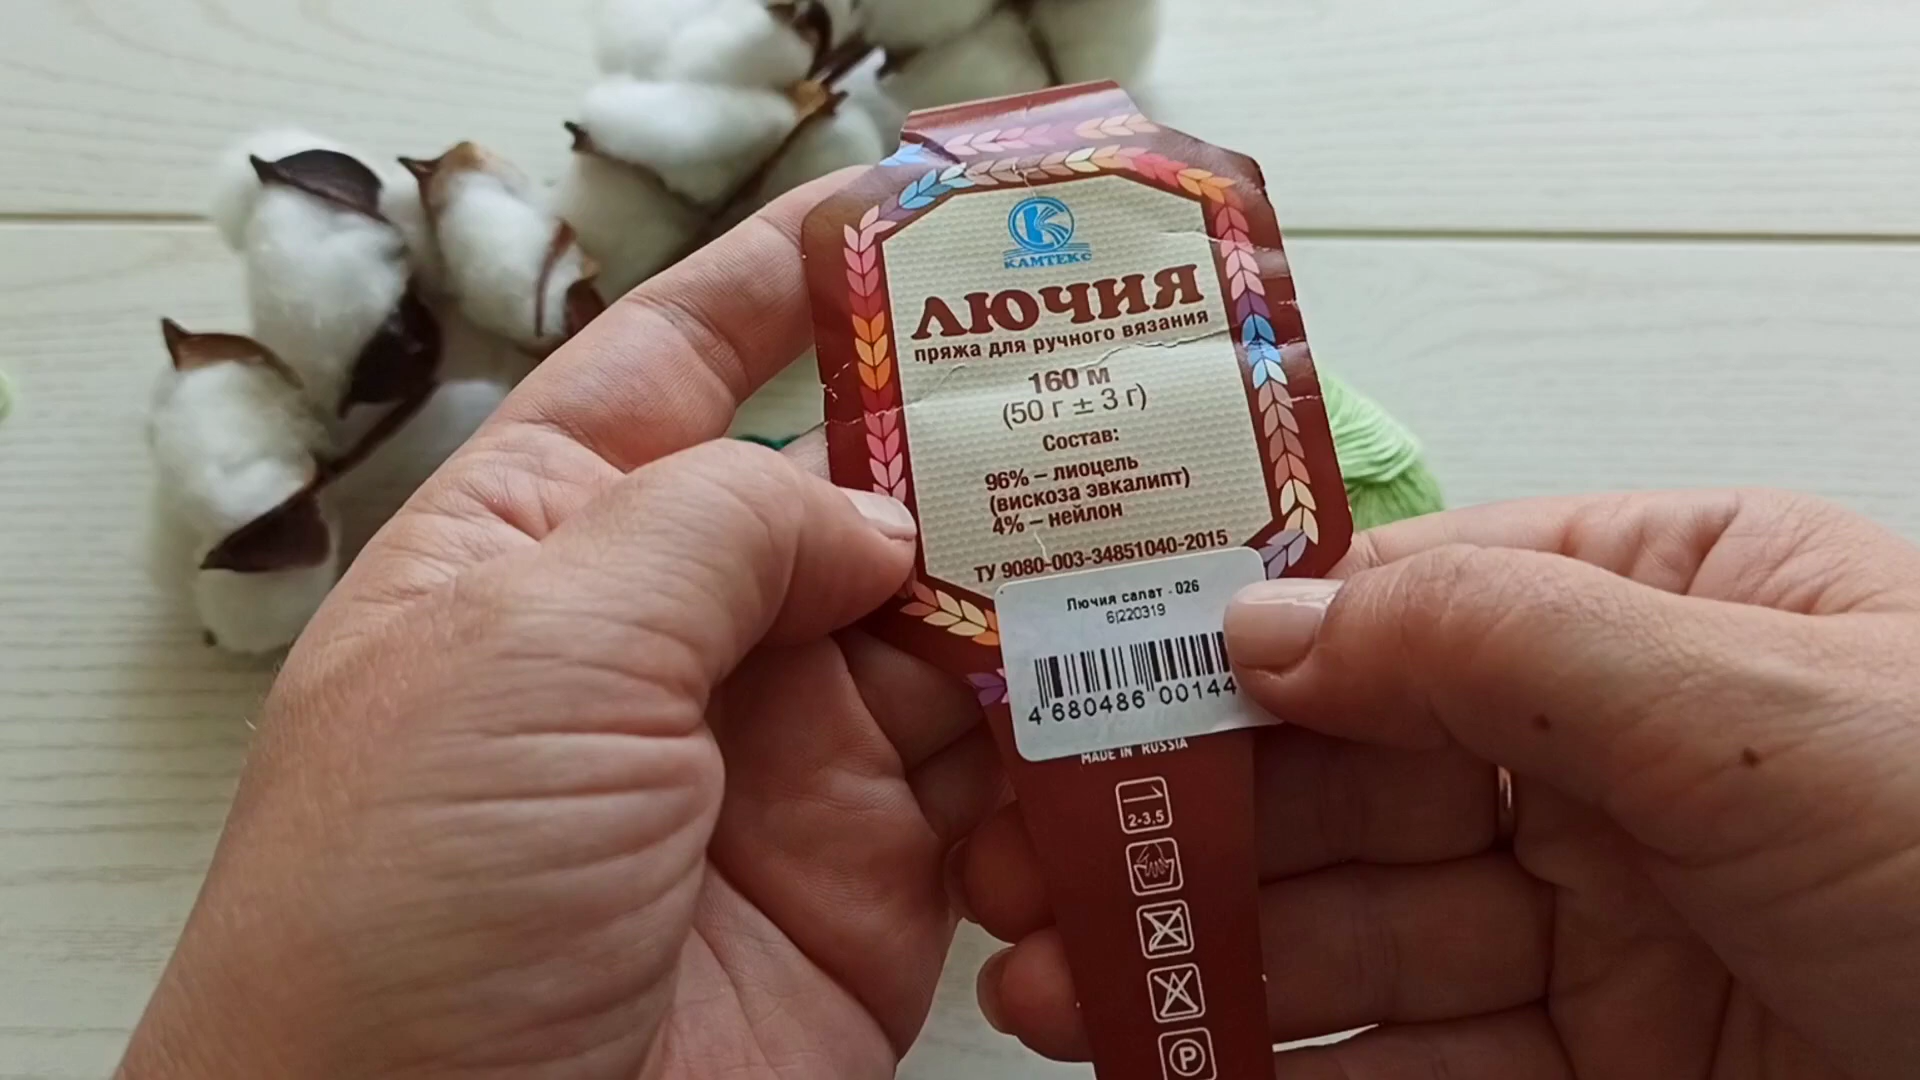 КАМТЕКС
ЛЮЧИЯ
пряжа для ручного вязания
160 м
(50 г ± 3 г)
Состав:
96% – лиоцель
(вискоза эвкалипт)
4% – нейлон
ТУ 9080-003-34851040-2015
Лючия салат - 026
6|220319
4 680486 00144
MADE IN RUSSIA
2-3,5
P